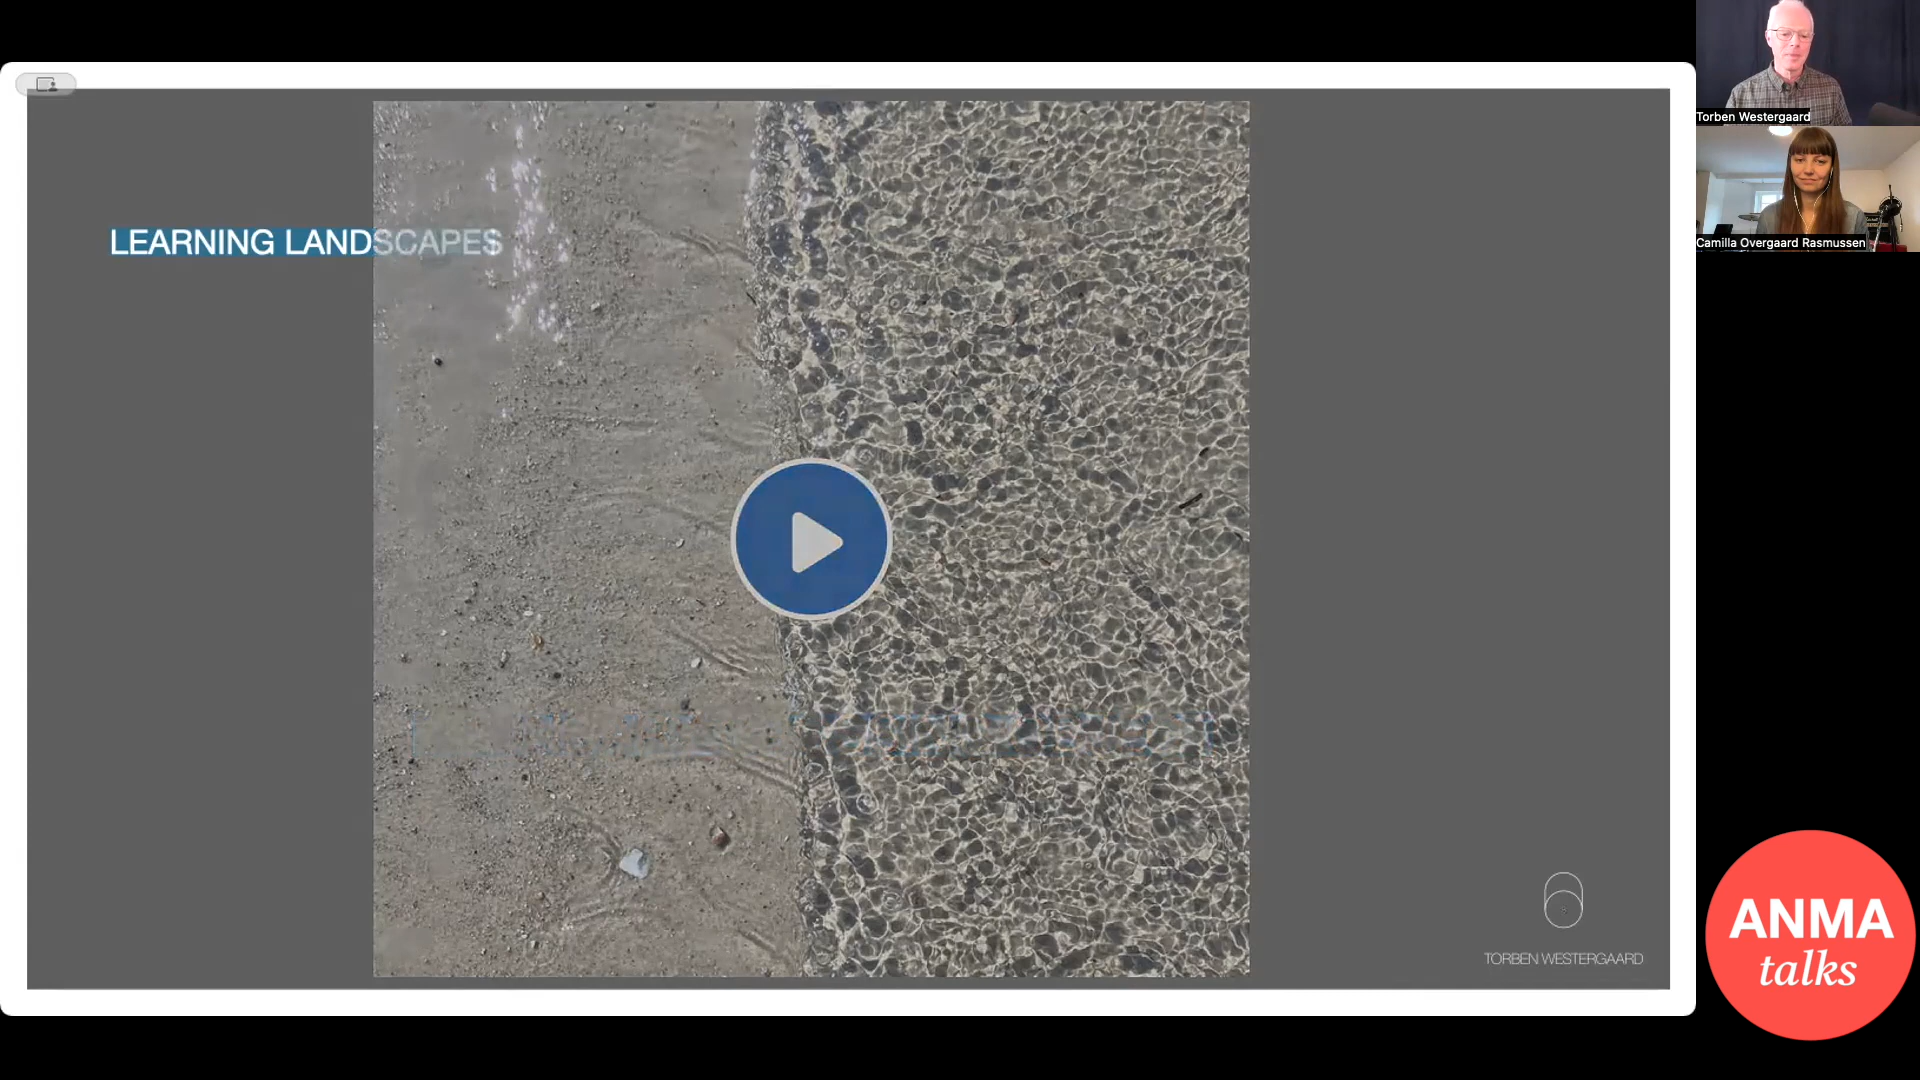 LEARNING LANDSCAPES
TORBEN WESTERGAARD
Torben Westergaard
Camilla Overgaard Rasmussen
ANMA
talks